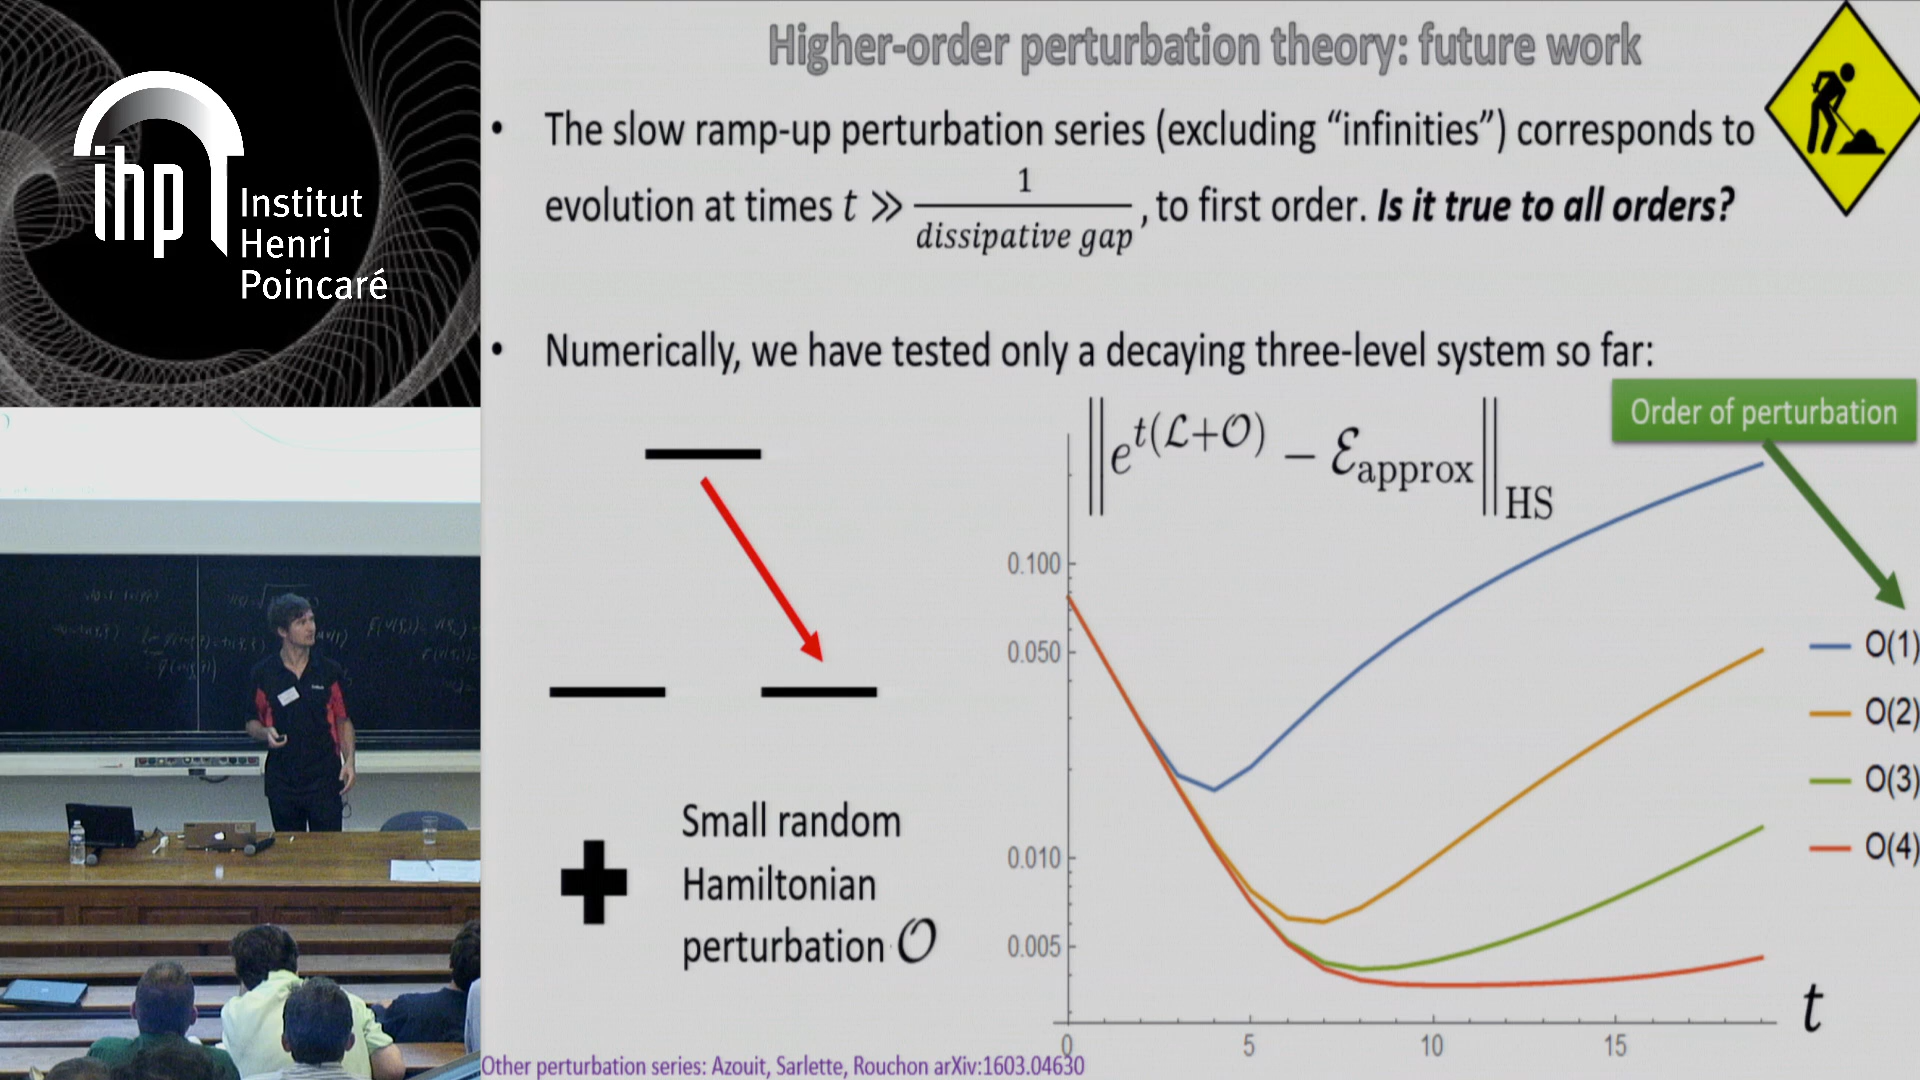 Higher-order perturbation theory: future work
ihp
Institut
Henri
Poincaré
• The slow ramp-up perturbation series (excluding “infinities”) corresponds to
evolution at times t ≫ 1/dissipative gap, to first order. Is it true to all orders?
• Numerically, we have tested only a decaying three-level system so far:
Order of perturbation
‖e^{t(ℒ+𝒪)} − ℰ_approx‖_HS
0.100
0.050
0.010
0.005
0 5 10 15
t
O(1)
O(2)
O(3)
O(4)
Small random
Hamiltonian
perturbation 𝒪
Other perturbation series: Azouit, Sarlette, Rouchon arXiv:1603.04630